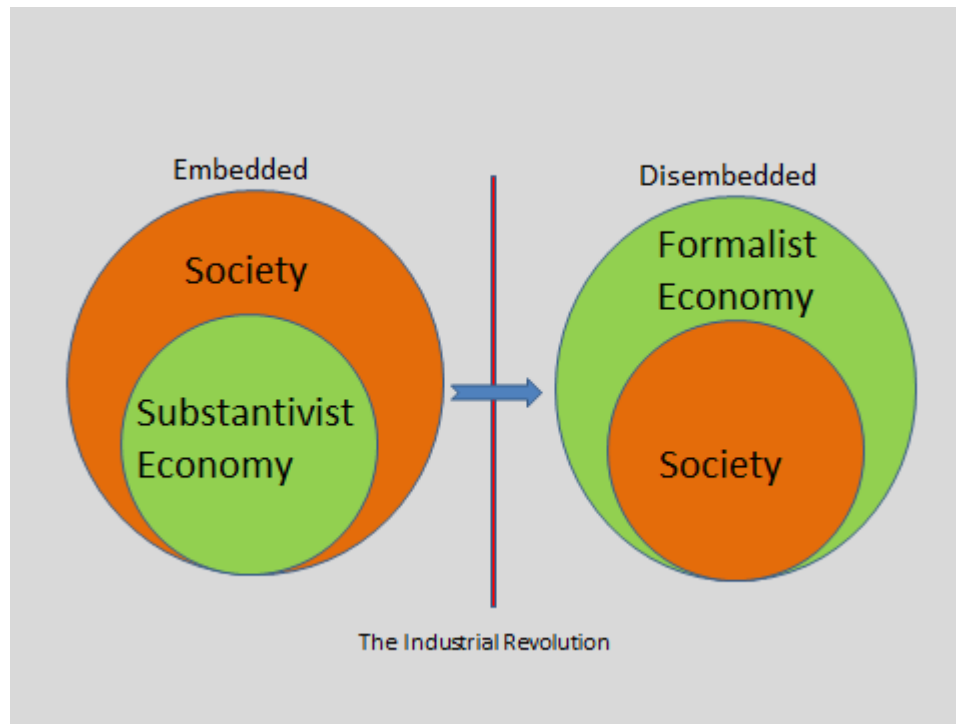 Embedded
Society
Substantivist
Economy
Disembedded
Formalist
Economy
Society
The Industrial Revolution